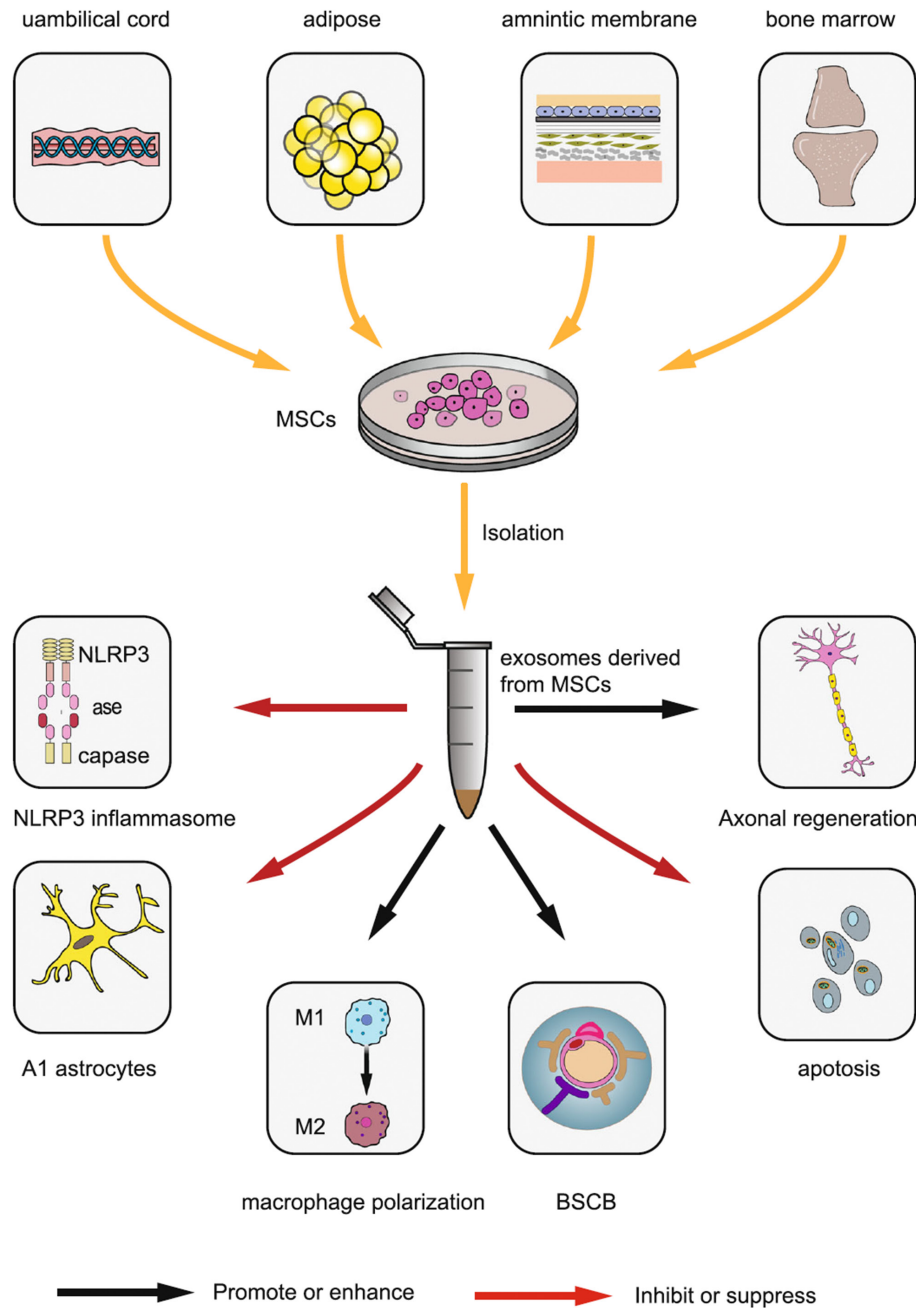 uambilical cord
adipose
amnintic membrane
bone marrow
MSCs
Isolation
NLRP3
ase
capase
NLRP3 inflammasome
exosomes derived
from MSCs
Axonal regeneration
A1 astrocytes
M1
M2
macrophage polarization
BSCB
apotosis
Promote or enhance
Inhibit or suppress